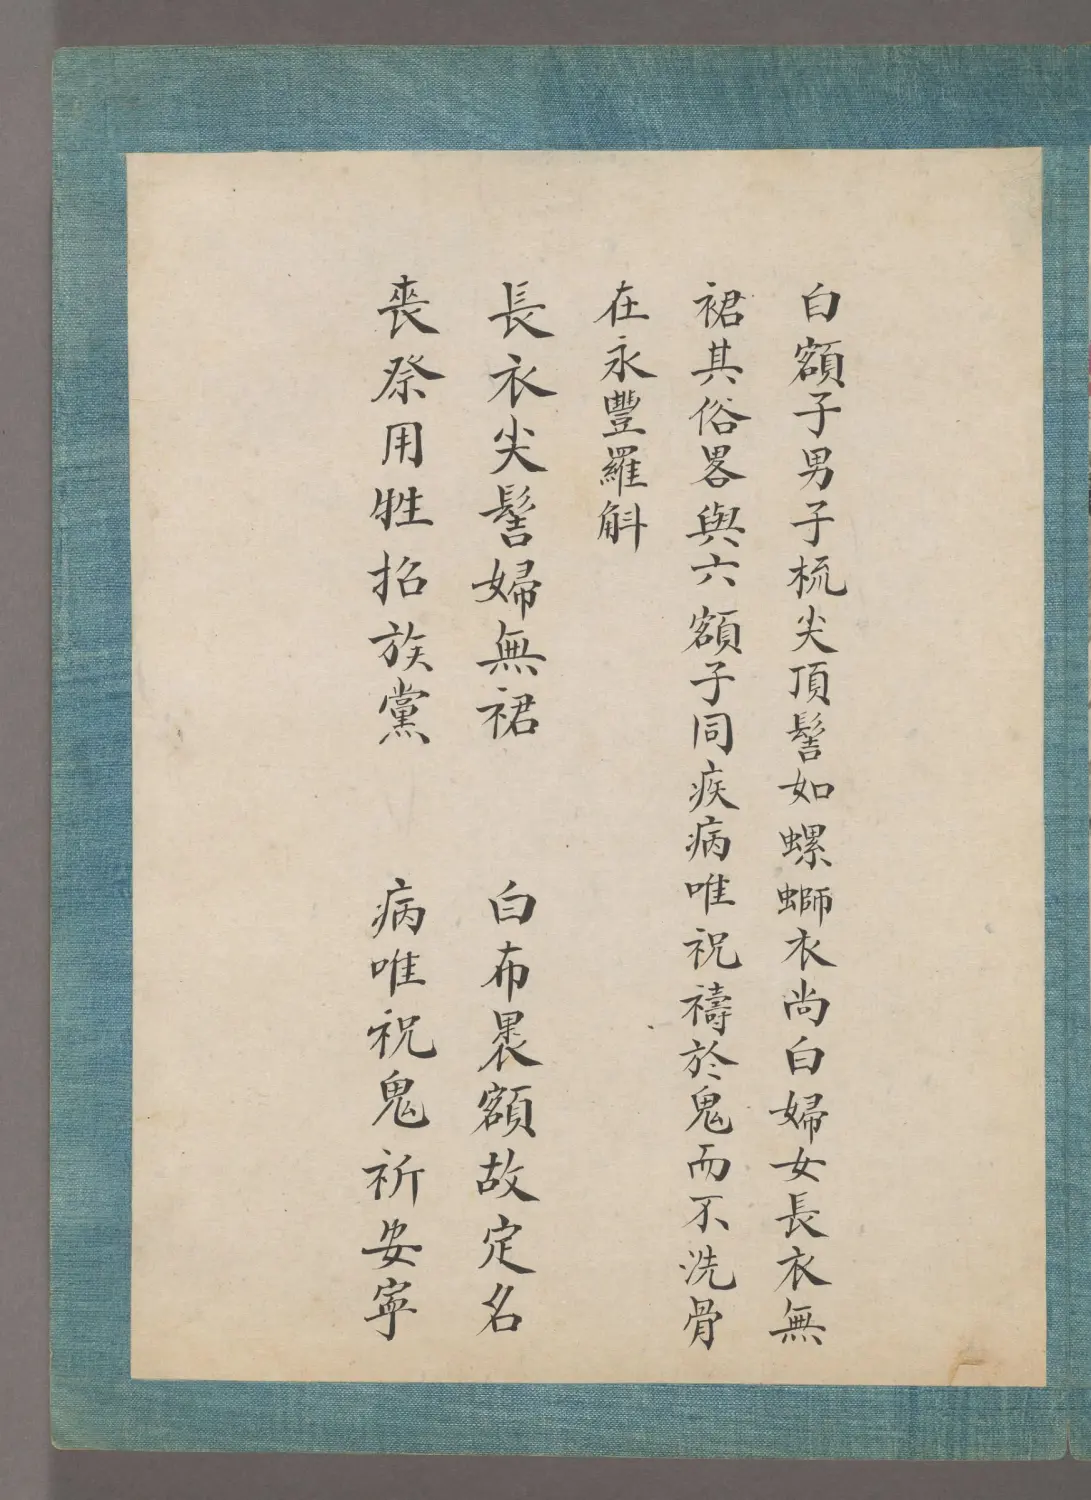 白額子男子梳尖頂髻如螺螄衣尚白婦女長衣無
裙其俗畧與六額子同疾病唯祝禱於鬼而不洗骨
在永豐羅斛
長衣尖髻婦無裙　白布裹額故定名
喪祭用牲招族黨　病唯祝鬼祈安寧